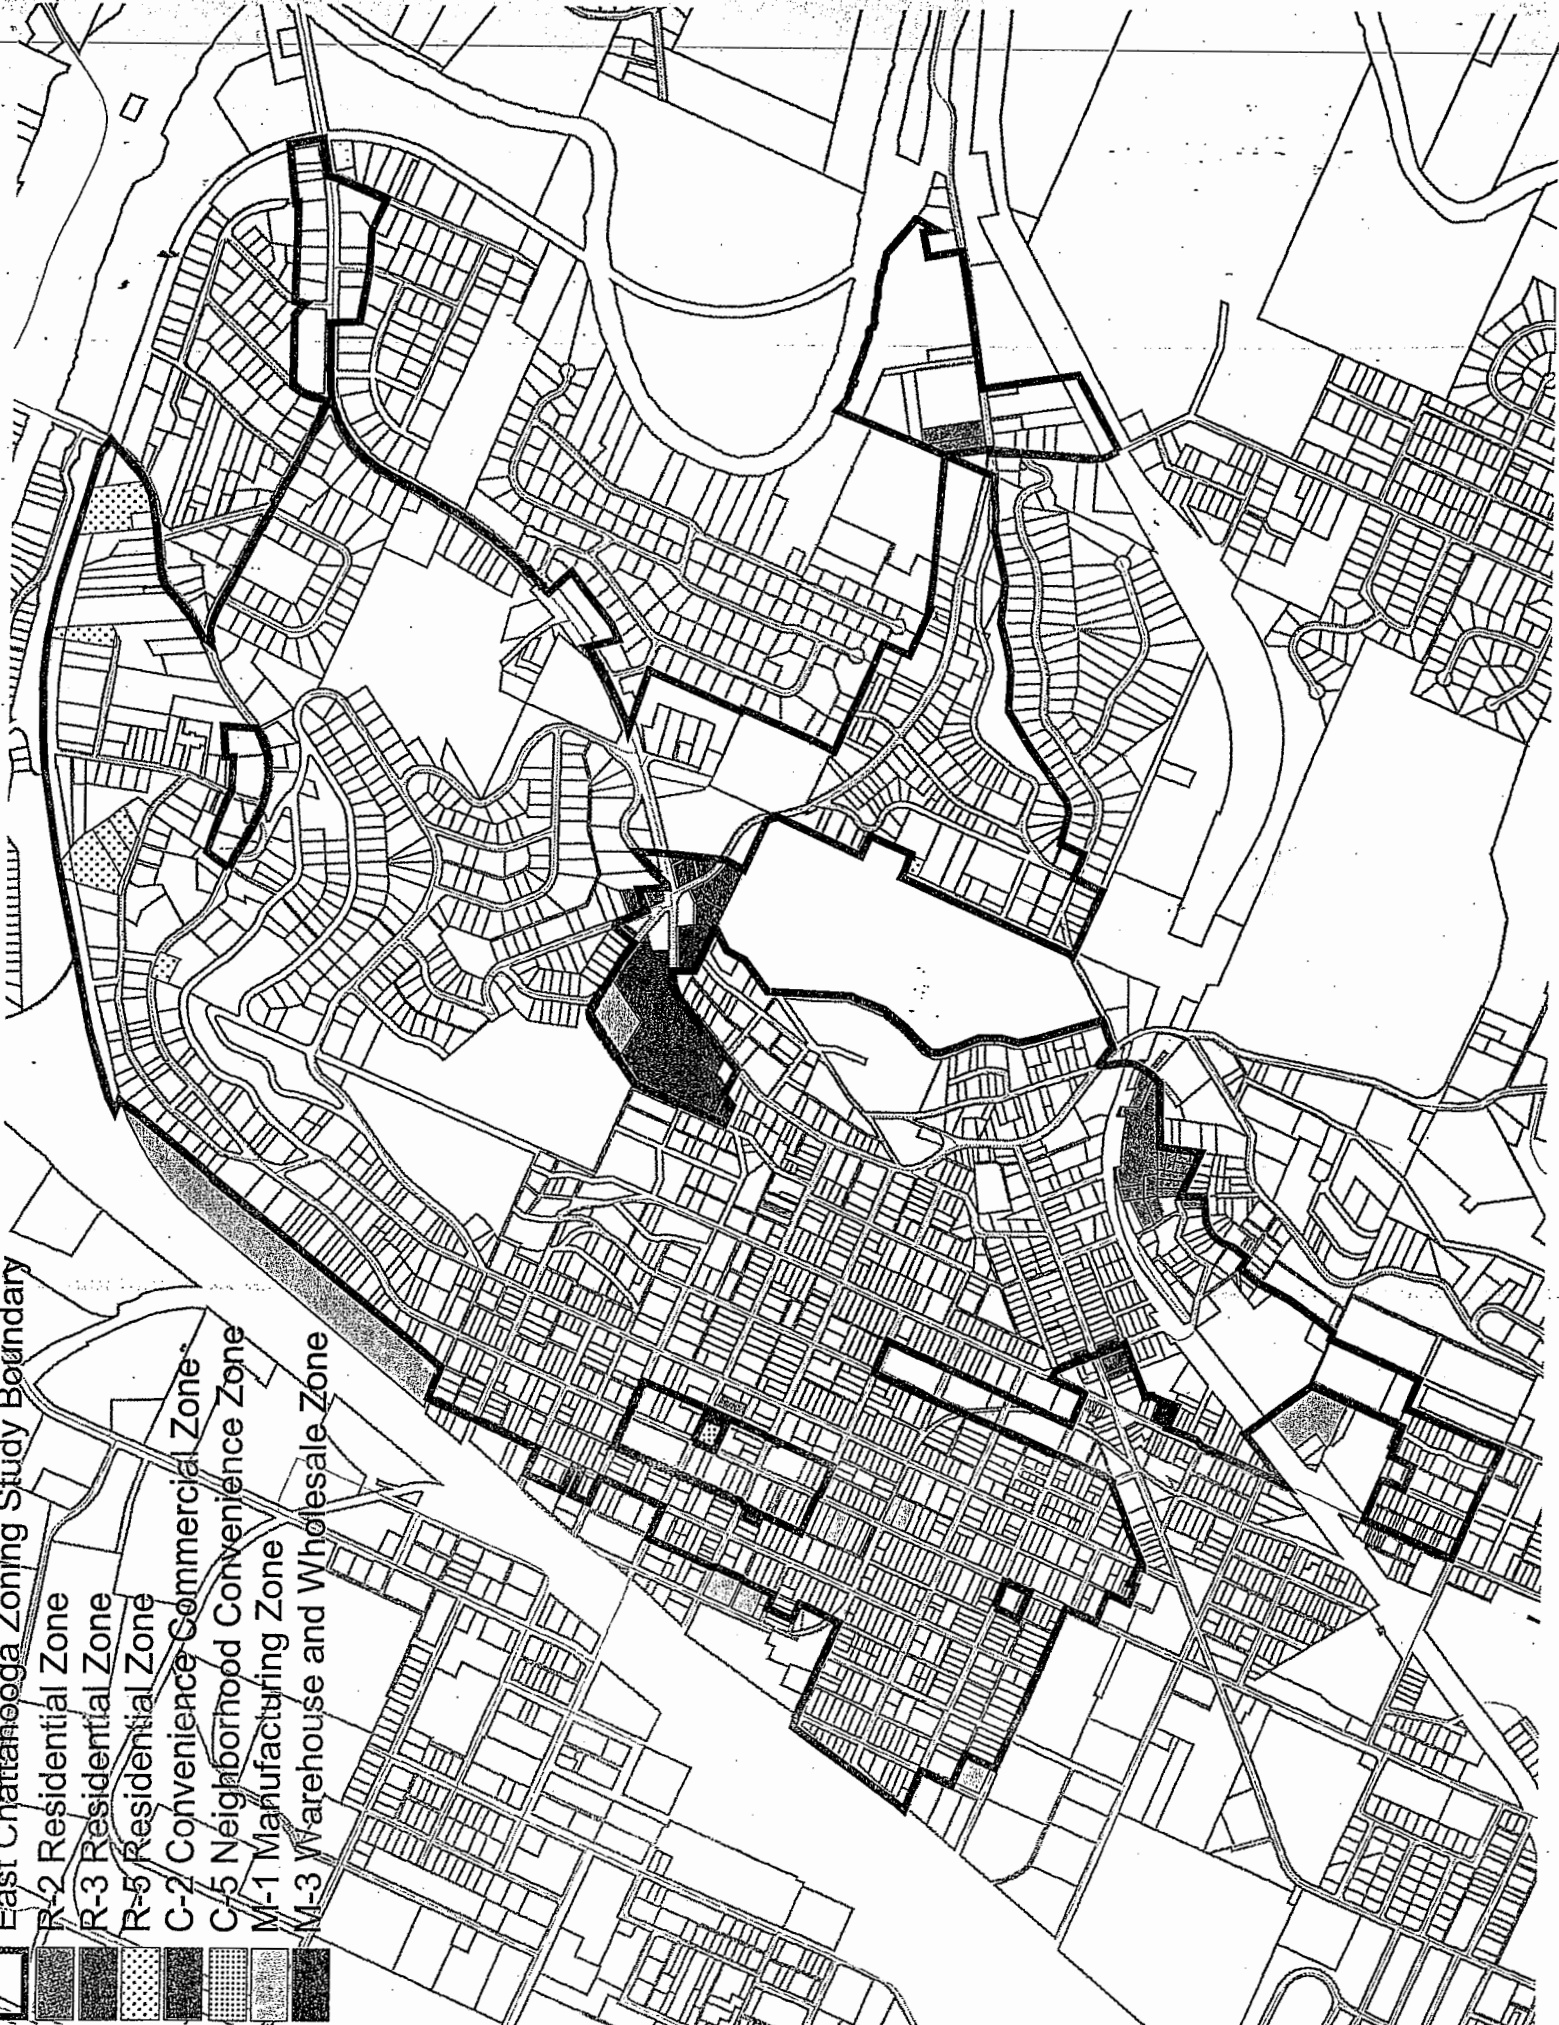 East Chattanooga Zoning Study Boundary
R-2 Residential Zone
R-3 Residential Zone
R-5 Residential Zone
C-2 Convenience Commercial Zone
C-5 Neighborhood Convenience Zone
M-1 Manufacturing Zone
M-3 Warehouse and Wholesale Zone